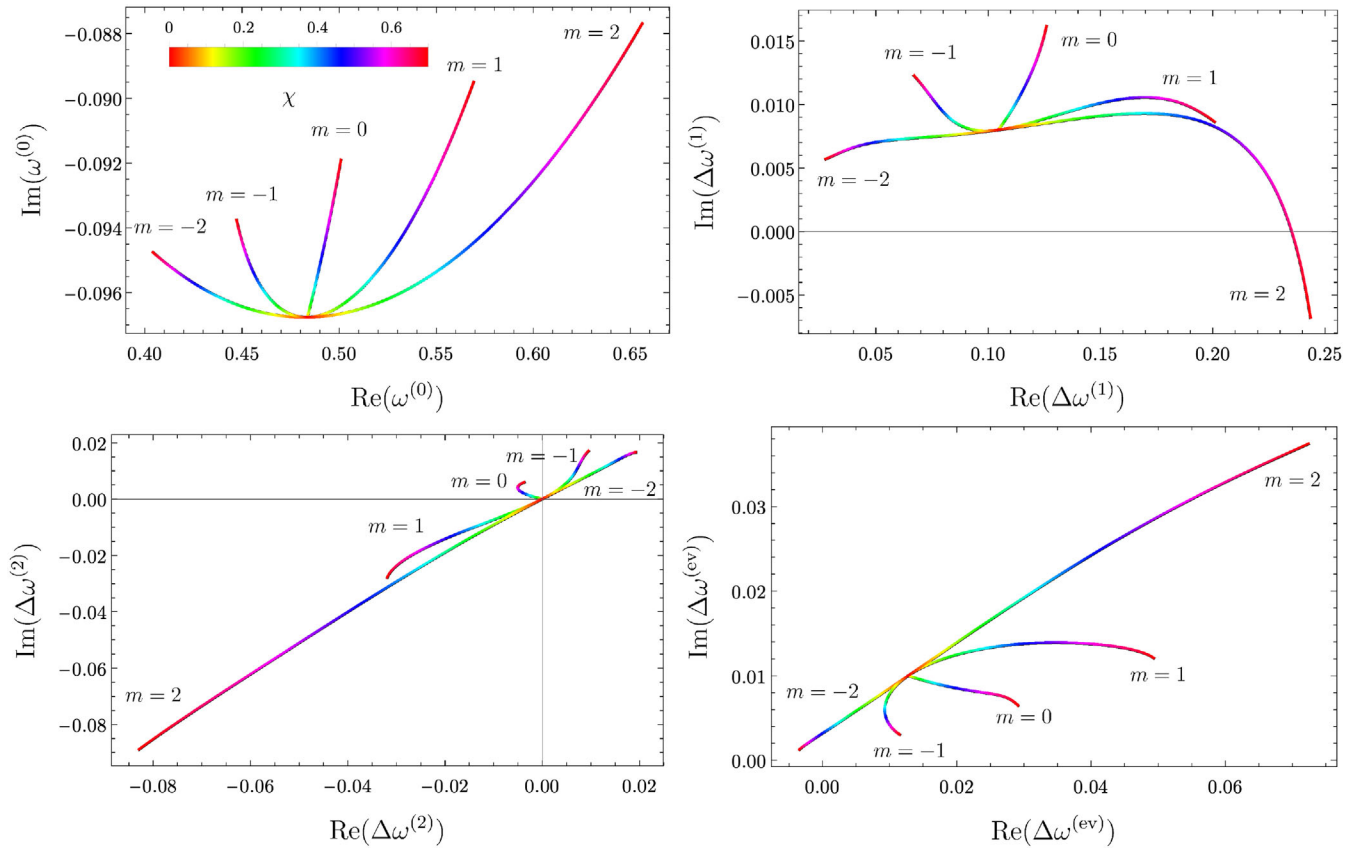 0 0.2 0.4 0.6
χ
m = 2
m = 1
m = 0
m = −1
m = −2
−0.088
−0.090
−0.092
−0.094
−0.096
Im(ω^(0))
0.40 0.45 0.50 0.55 0.60 0.65
Re(ω^(0))
0.015
0.010
0.005
0.000
−0.005
Im(Δω^(1))
m = −1
m = 0
m = 1
m = −2
m = 2
0.05 0.10 0.15 0.20 0.25
Re(Δω^(1))
0.02
0.00
−0.02
−0.04
−0.06
−0.08
Im(Δω^(2))
m = −1
m = 0
m = −2
m = 1
m = 2
−0.08 −0.06 −0.04 −0.02 0.00 0.02
Re(Δω^(2))
0.03
0.02
0.01
0.00
Im(Δω^(ev))
m = 2
m = 1
m = −2
m = 0
m = −1
0.00 0.02 0.04 0.06
Re(Δω^(ev))